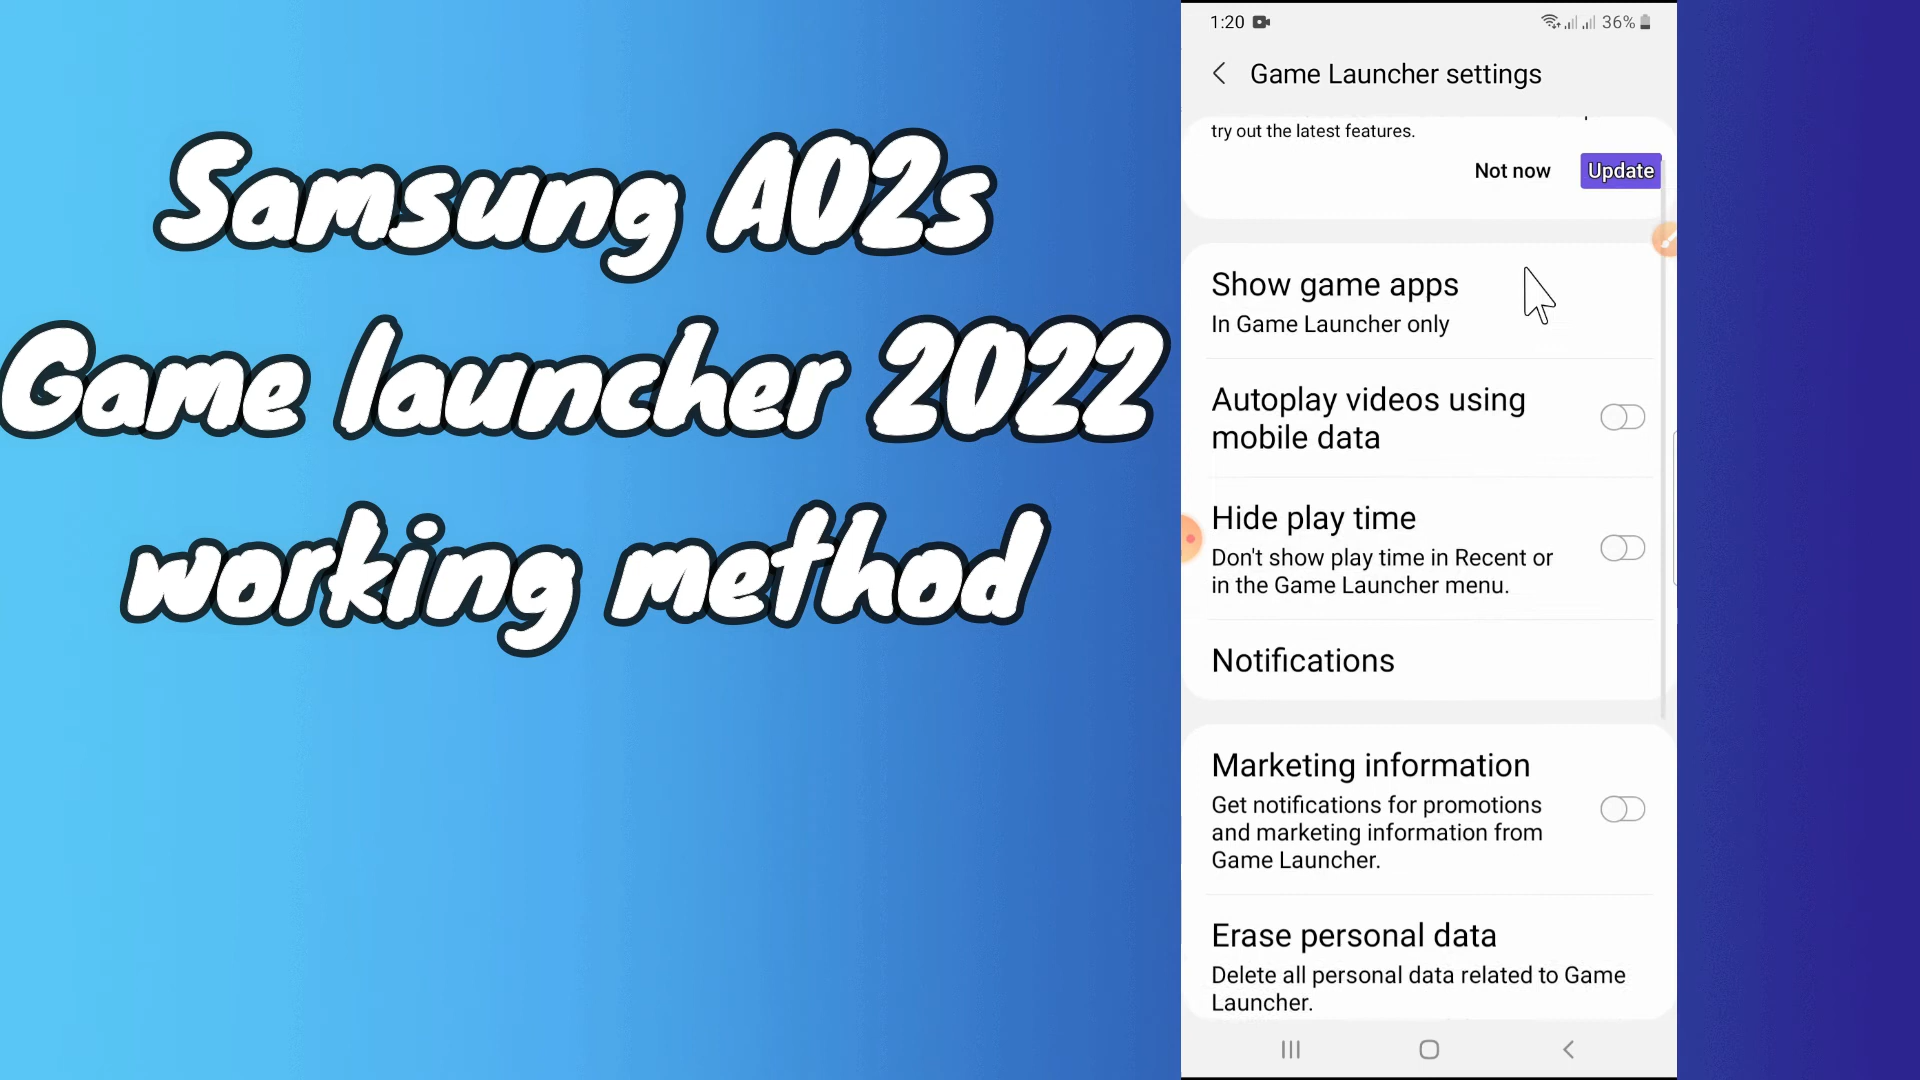 Samsung A02s
Game launcher 2022
working method
1:20
36%
Game Launcher settings
try out the latest features.
Not now
Update
Show game apps
In Game Launcher only
Autoplay videos using
mobile data
Hide play time
Don't show play time in Recent or
in the Game Launcher menu.
Notifications
Marketing information
Get notifications for promotions
and marketing information from
Game Launcher.
Erase personal data
Delete all personal data related to Game
Launcher.